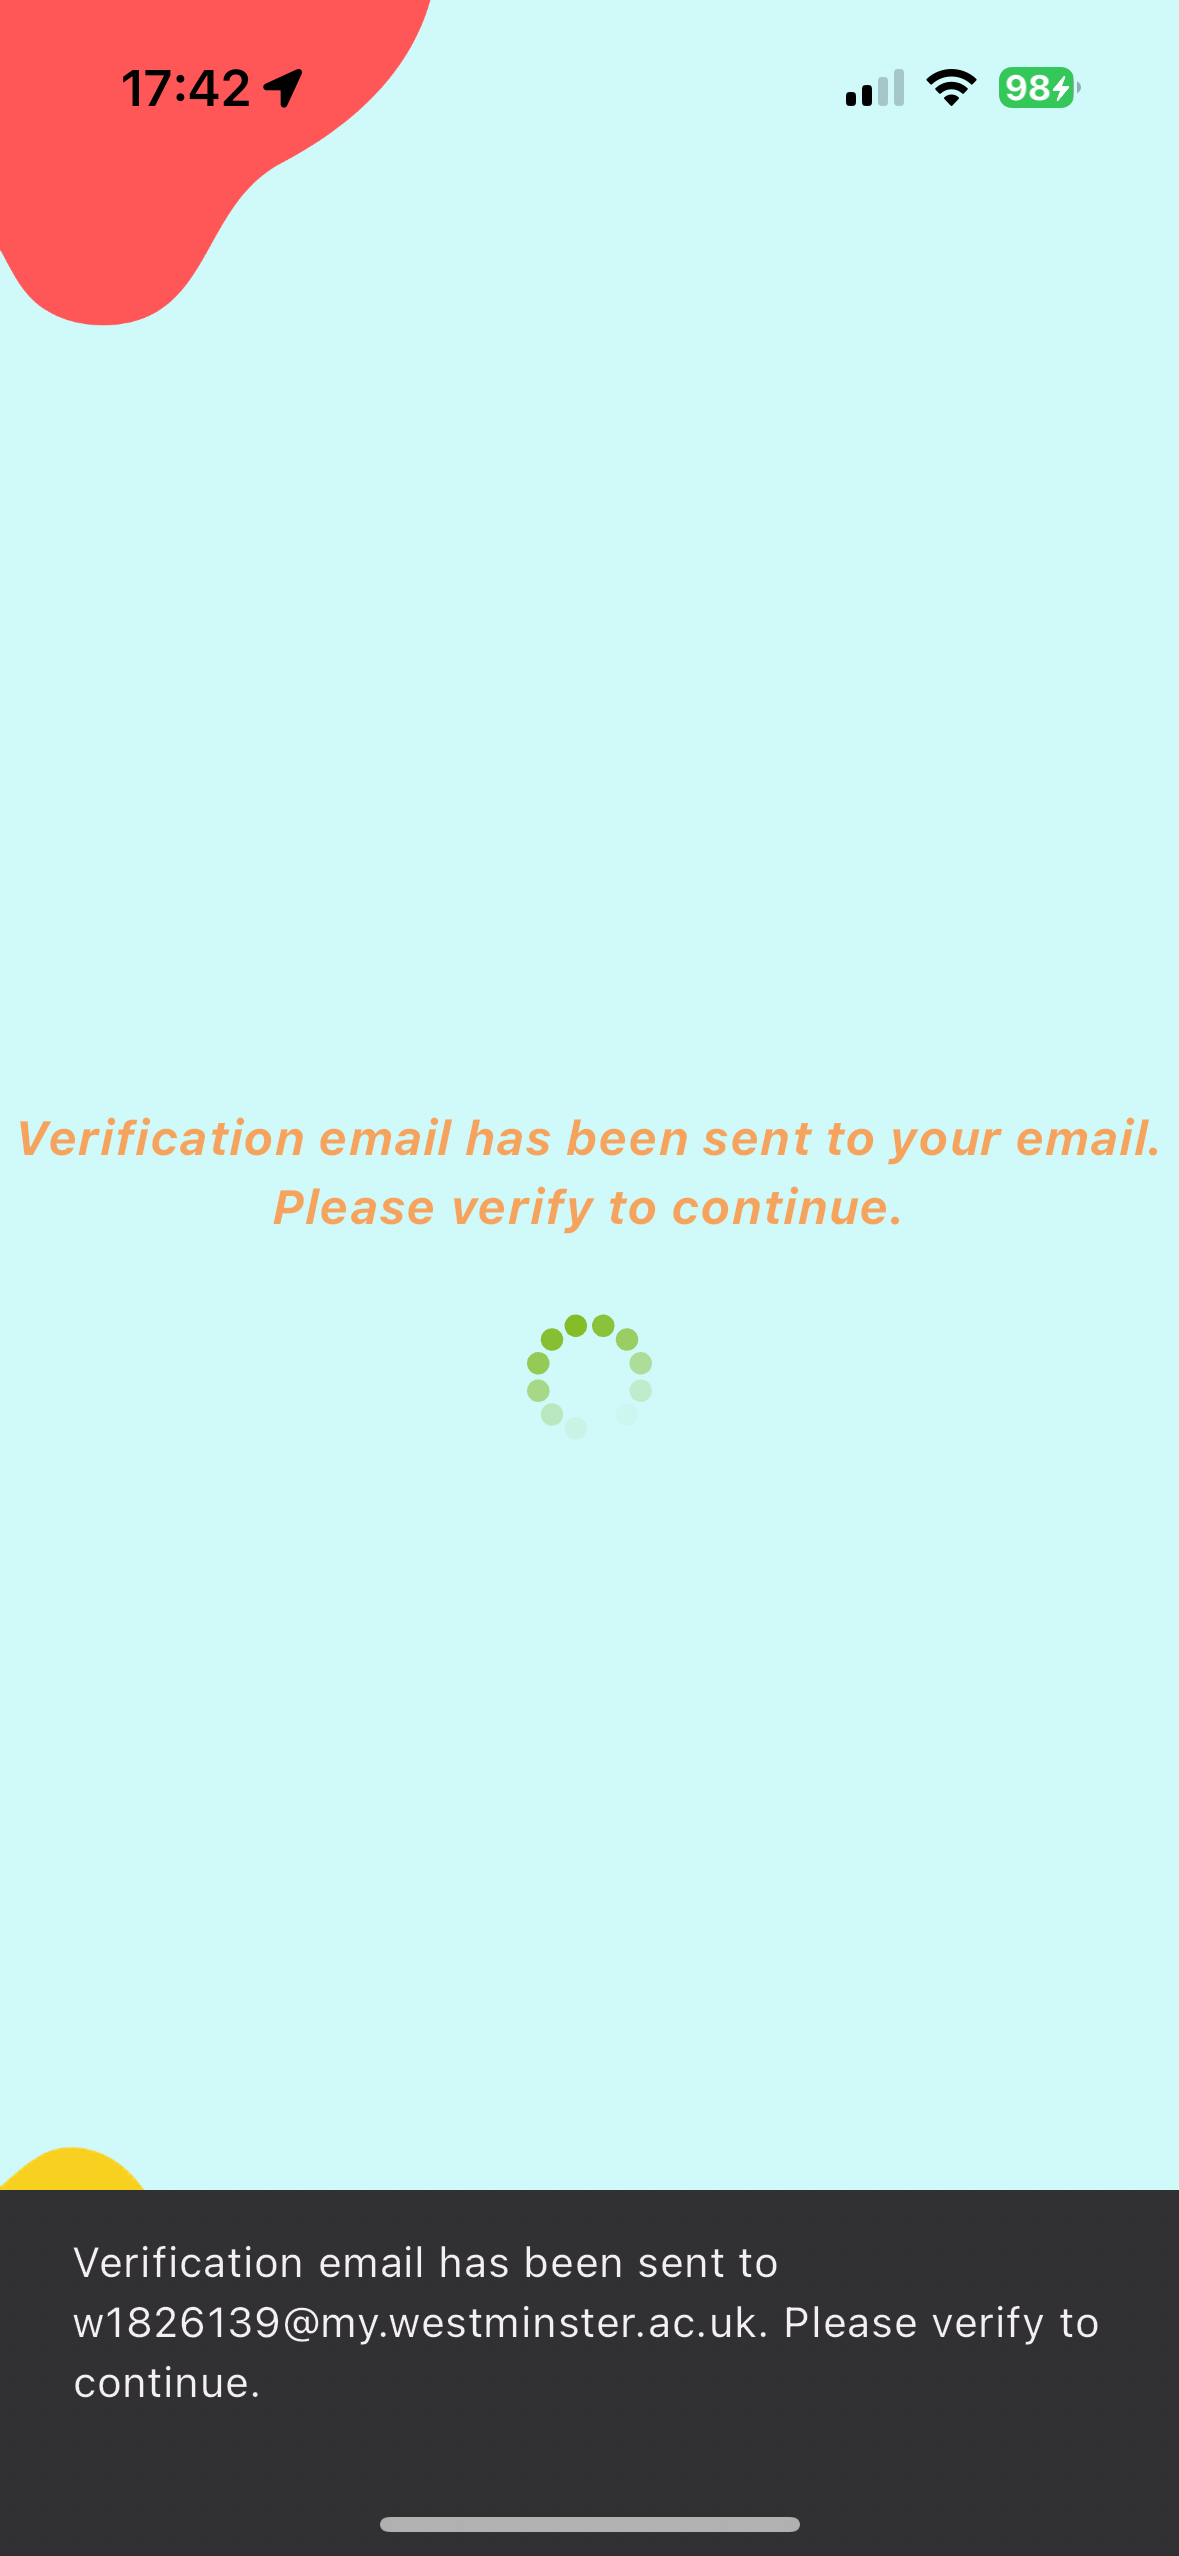 17:42
98
Verification email has been sent to your email.
Please verify to continue.
Verification email has been sent to
w1826139@my.westminster.ac.uk. Please verify to
continue.